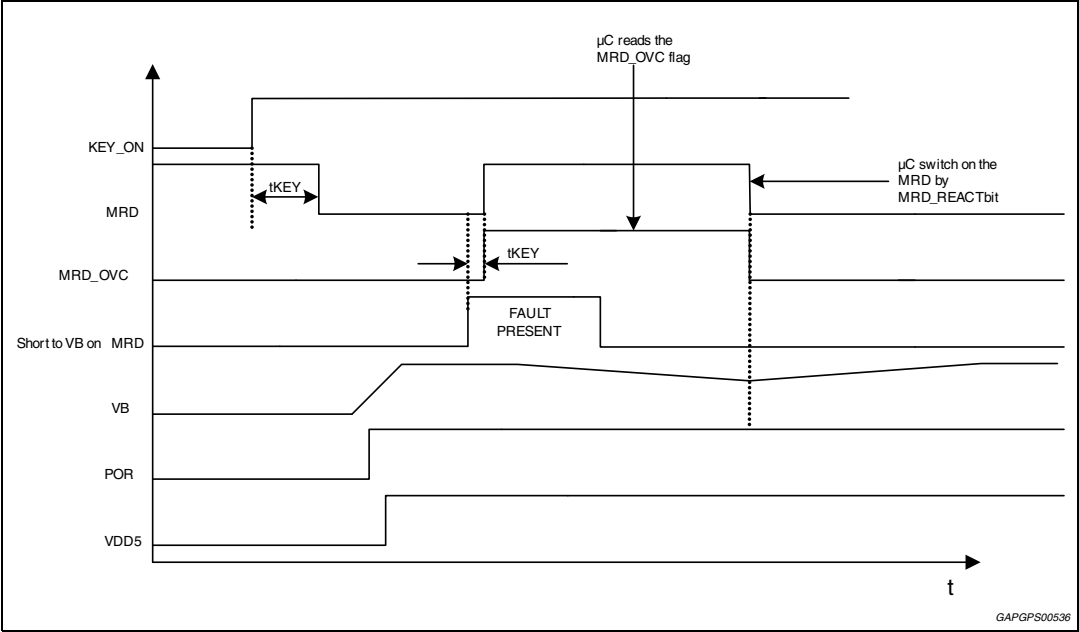 µC reads the
MRD_OVC flag
KEY_ON
µC switch on the
MRD by
MRD_REACTbit
tKEY
MRD
tKEY
MRD_OVC
FAULT
PRESENT
Short to VB on MRD
VB
POR
VDD5
t
GAPGPS00536